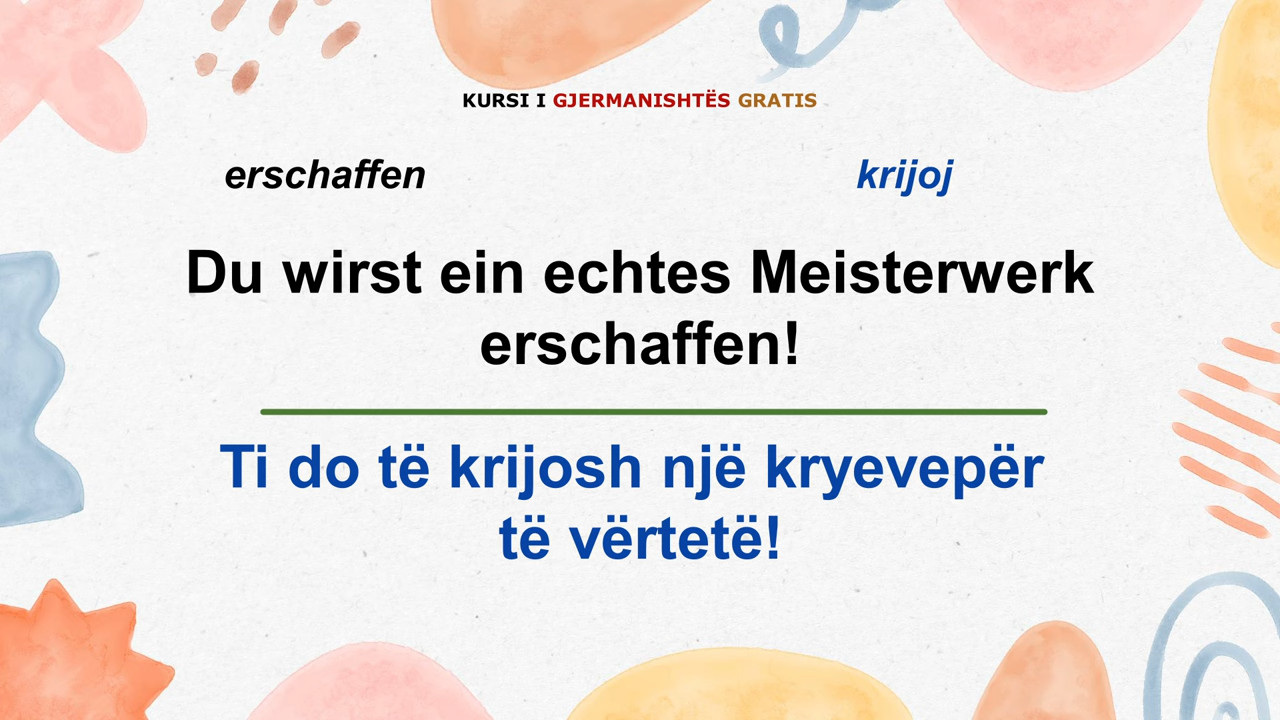 KURSI I GJERMANISHTËS GRATIS
erschaffen krijoj
Du wirst ein echtes Meisterwerk
erschaffen!
Ti do të krijosh një kryevepër
të vërtetë!